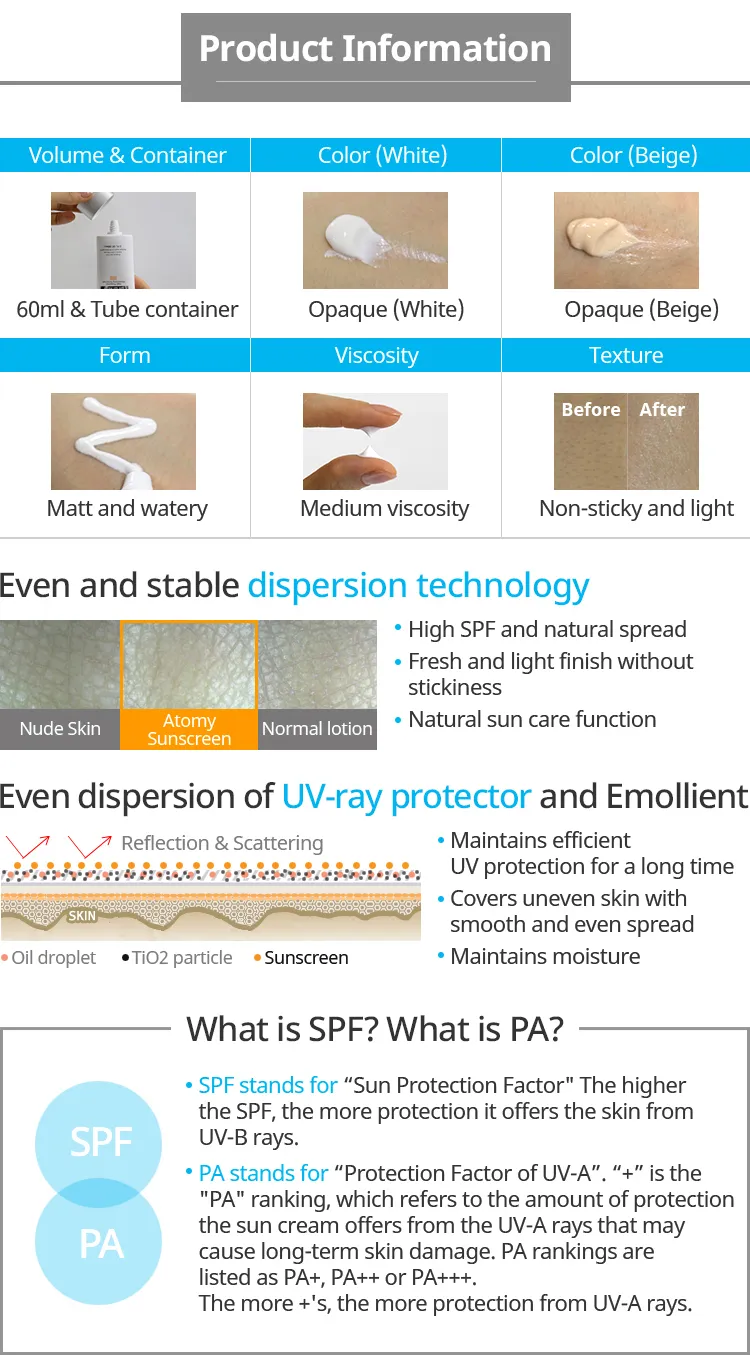 Product Information
Volume & Container
Color (White)
Color (Beige)
60ml & Tube container
Opaque (White)
Opaque (Beige)
Form
Viscosity
Texture
Before
After
Matt and watery
Medium viscosity
Non-sticky and light
Even and stable dispersion technology
Nude Skin
Atomy
Sunscreen
Normal lotion
• High SPF and natural spread
• Fresh and light finish without
stickiness
• Natural sun care function
Even dispersion of UV-ray protector and Emollient
Reflection & Scattering
SKIN
• Oil droplet
• TiO2 particle
• Sunscreen
• Maintains efficient
UV protection for a long time
• Covers uneven skin with
smooth and even spread
• Maintains moisture
What is SPF? What is PA?
SPF
PA
• SPF stands for “Sun Protection Factor" The higher
the SPF, the more protection it offers the skin from
UV-B rays.
• PA stands for “Protection Factor of UV-A”. “+” is the
"PA" ranking, which refers to the amount of protection
the sun cream offers from the UV-A rays that may
cause long-term skin damage. PA rankings are
listed as PA+, PA++ or PA+++.
The more +'s, the more protection from UV-A rays.